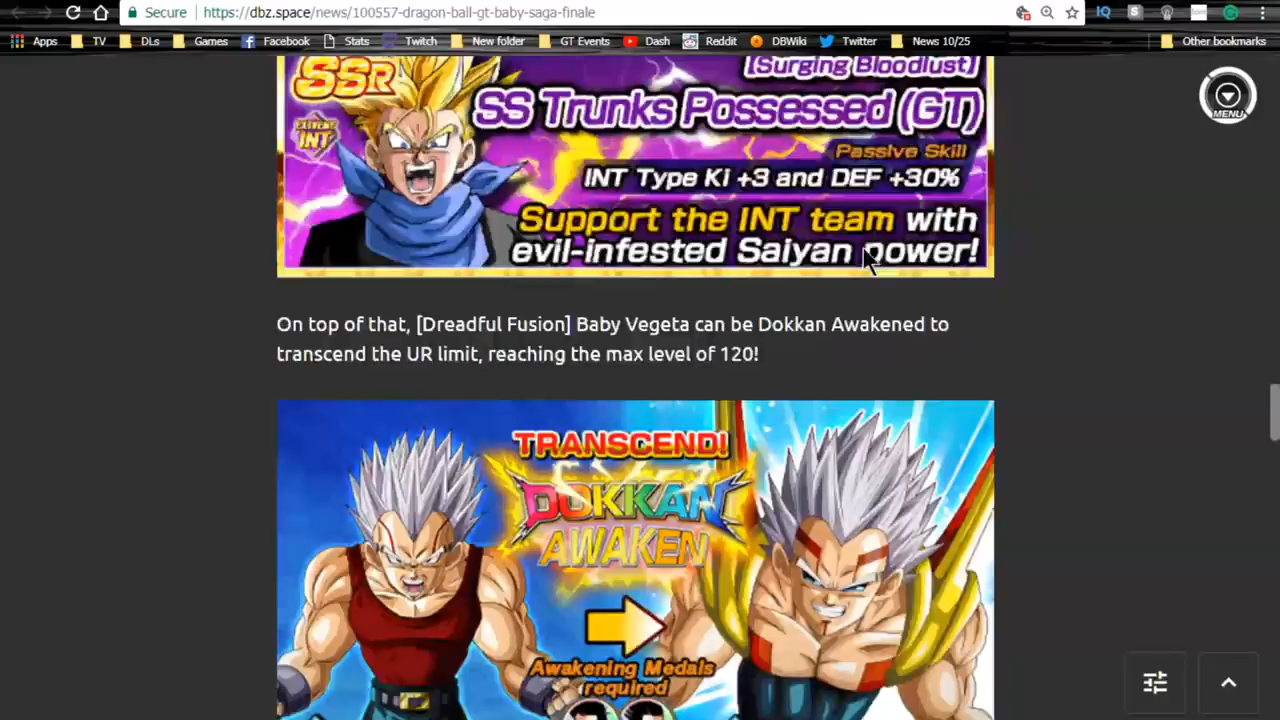 Secure https://dbz.space/news/100557-dragon-ball-gt-baby-saga-finale
Apps TV DLs Games Facebook Stats Twitch New folder GT Events Dash Reddit DBWiki Twitter News 10/25 Other bookmarks
SSR
[Surging Bloodlust]
SS Trunks Possessed (GT)
EXTREME
INT
Passive Skill
INT Type Ki +3 and DEF +30%
Support the INT team with
evil-infested Saiyan power!
MENU
On top of that, [Dreadful Fusion] Baby Vegeta can be Dokkan Awakened to
transcend the UR limit, reaching the max level of 120!
TRANSCEND!
DOKKAN
AWAKEN
Awakening Medals
required